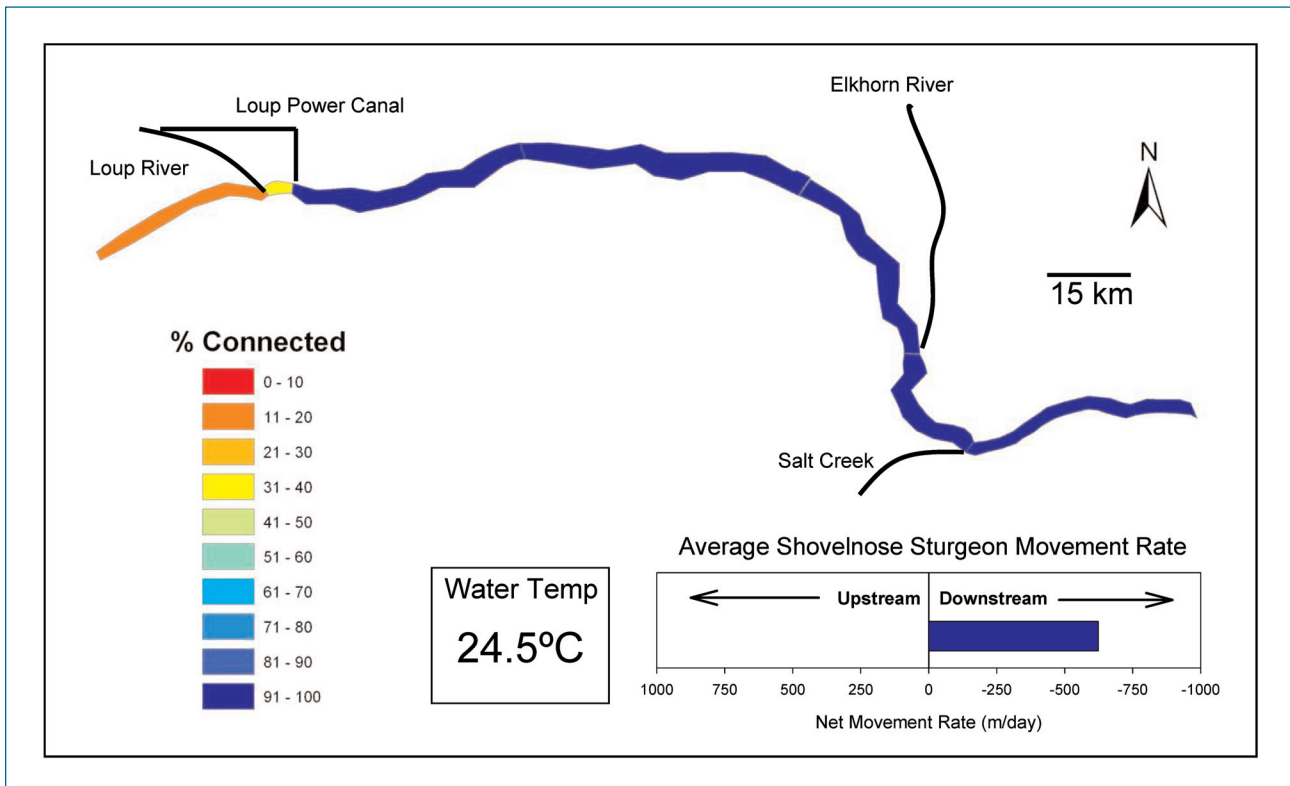 Elkhorn River
Loup Power Canal
Loup River
N
15 km
% Connected
0 - 10
11 - 20
21 - 30
31 - 40
41 - 50
51 - 60
61 - 70
71 - 80
81 - 90
91 - 100
Salt Creek
Water Temp
24.5ºC
Average Shovelnose Sturgeon Movement Rate
Upstream Downstream
1000 750 500 250 0 -250 -500 -750 -1000
Net Movement Rate (m/day)